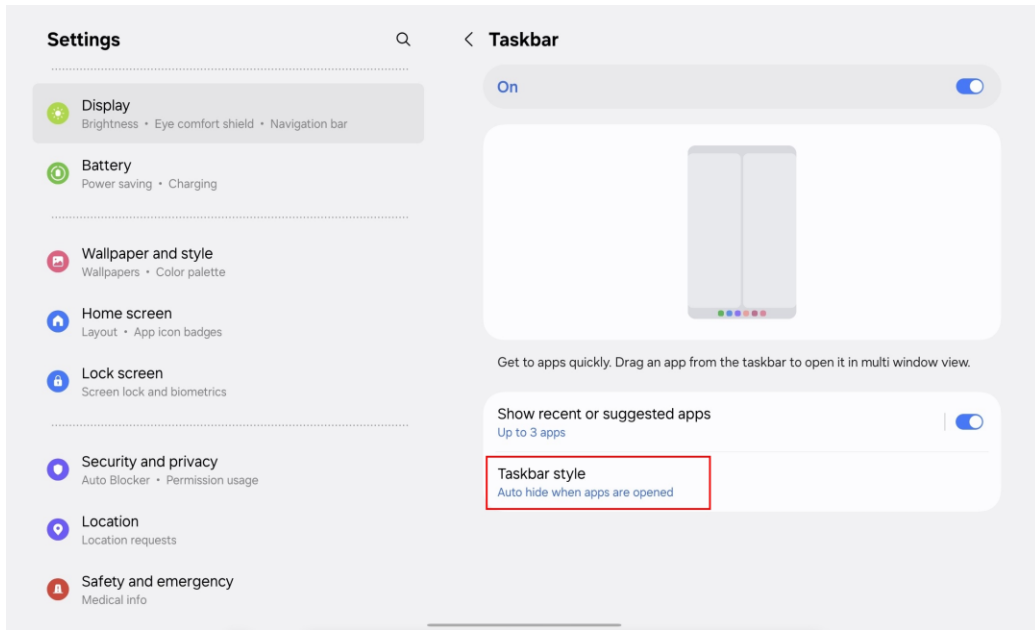 Settings
Display
Brightness • Eye comfort shield • Navigation bar
Battery
Power saving • Charging
Wallpaper and style
Wallpapers • Color palette
Home screen
Layout • App icon badges
Lock screen
Screen lock and biometrics
Security and privacy
Auto Blocker • Permission usage
Location
Location requests
Safety and emergency
Medical info
Taskbar
On
Get to apps quickly. Drag an app from the taskbar to open it in multi window view.
Show recent or suggested apps
Up to 3 apps
Taskbar style
Auto hide when apps are opened